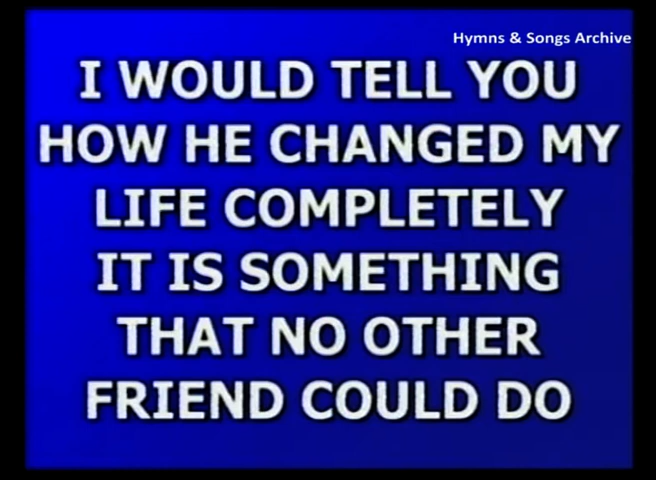 Hymns & Songs Archive
I WOULD TELL YOU
HOW HE CHANGED MY
LIFE COMPLETELY
IT IS SOMETHING
THAT NO OTHER
FRIEND COULD DO